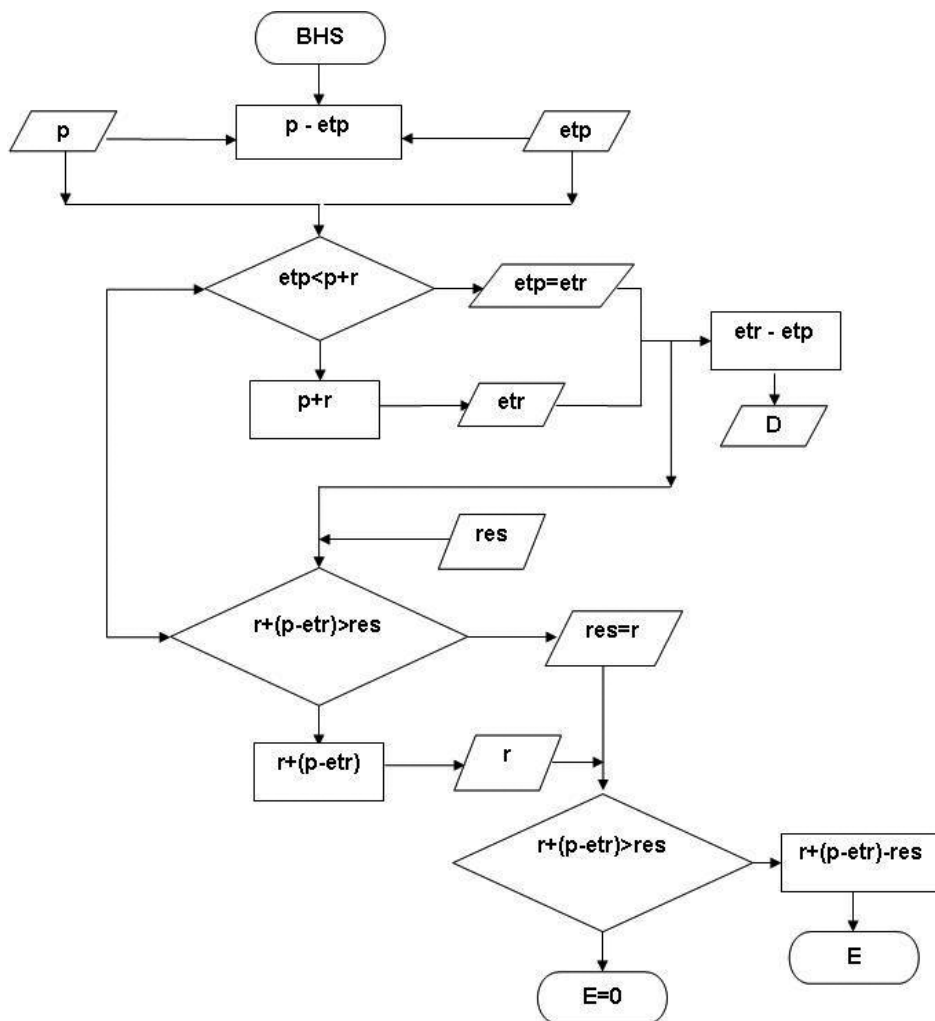 BHS
p
p - etp
etp
etp<p+r
etp=etr
etr - etp
p+r
etr
D
res
r+(p-etr)>res
res=r
r+(p-etr)
r
r+(p-etr)>res
r+(p-etr)-res
E
E=0